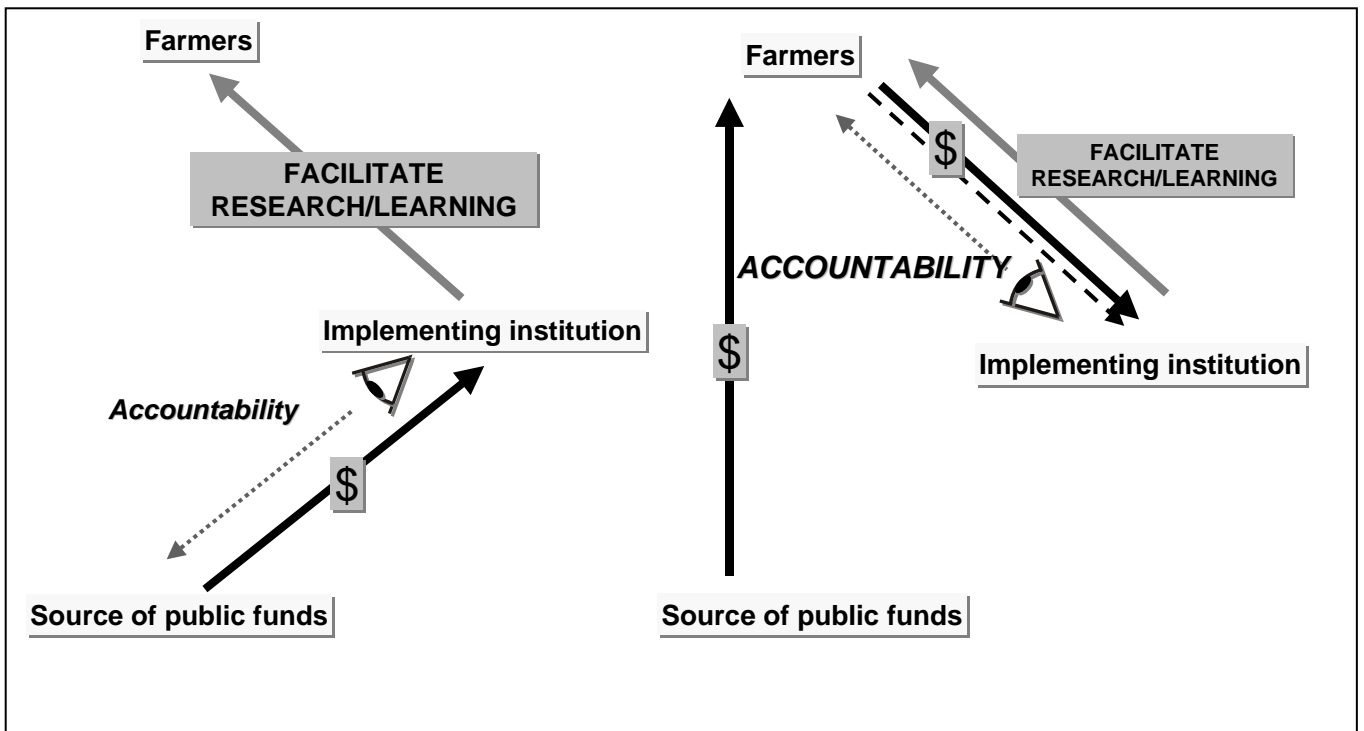 Farmers
FACILITATE
RESEARCH/LEARNING
Implementing institution
Accountability
$
Source of public funds
Farmers
$
FACILITATE
RESEARCH/LEARNING
ACCOUNTABILITY
$
Implementing institution
Source of public funds